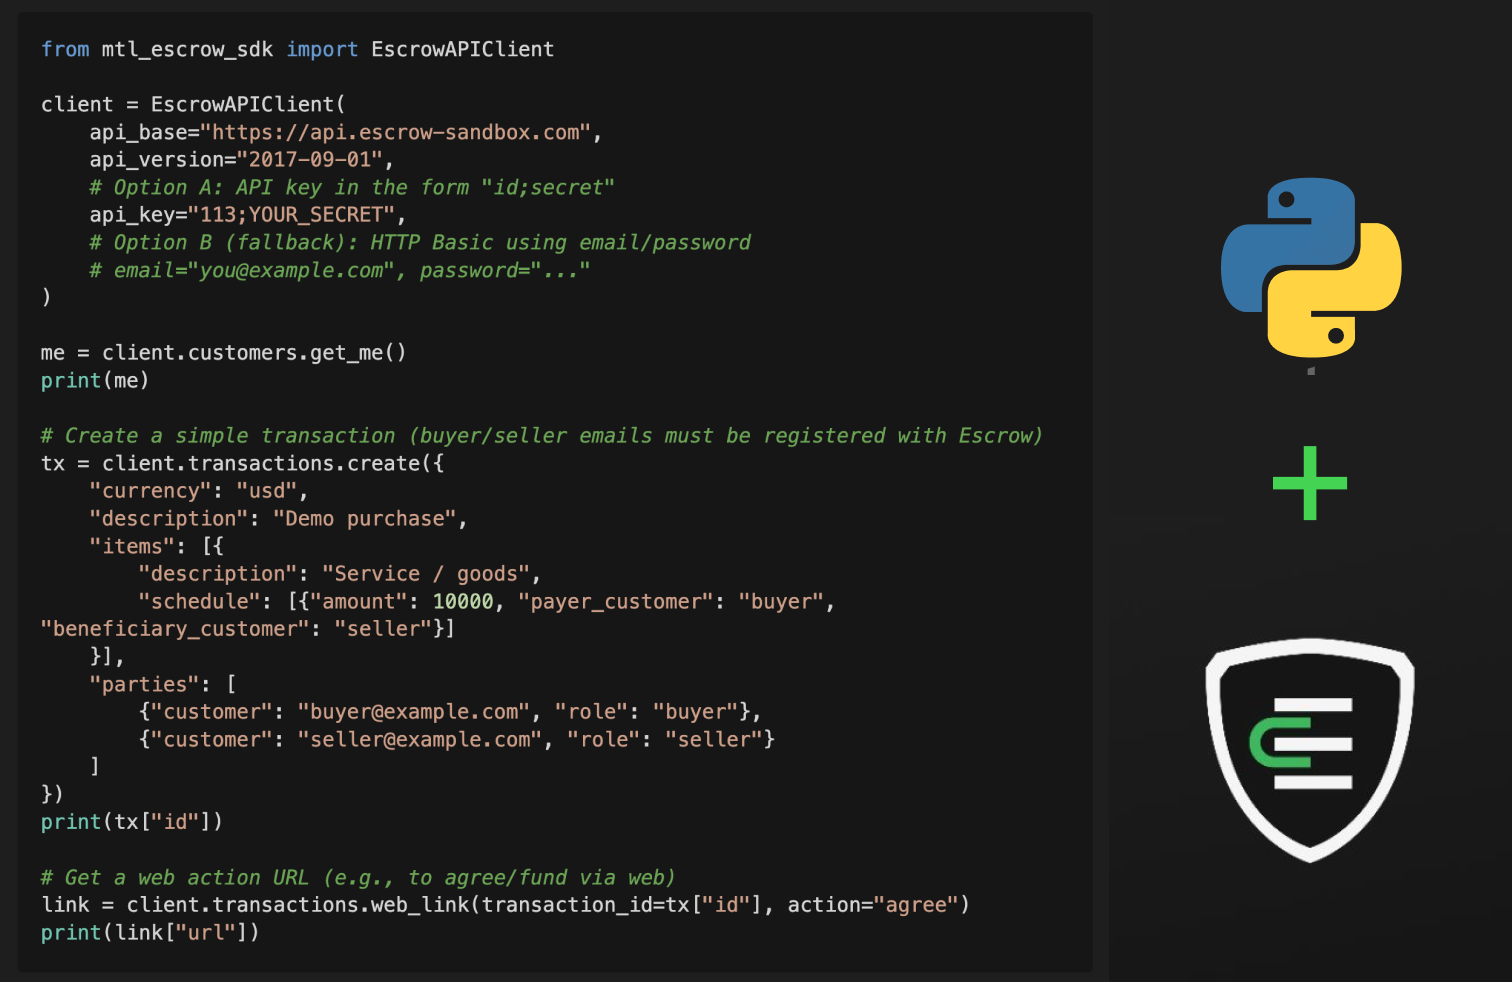 from mtl_escrow_sdk import EscrowAPIClient

client = EscrowAPIClient(
    api_base="https://api.escrow-sandbox.com",
    api_version="2017-09-01",
    # Option A: API key in the form "id;secret"
    api_key="113;YOUR_SECRET",
    # Option B (fallback): HTTP Basic using email/password
    # email="you@example.com", password="..."
)

me = client.customers.get_me()
print(me)

# Create a simple transaction (buyer/seller emails must be registered with Escrow)
tx = client.transactions.create({
    "currency": "usd",
    "description": "Demo purchase",
    "items": [{
        "description": "Service / goods",
        "schedule": [{"amount": 10000, "payer_customer": "buyer",
"beneficiary_customer": "seller"}]
    }],
    "parties": [
        {"customer": "buyer@example.com", "role": "buyer"},
        {"customer": "seller@example.com", "role": "seller"}
    ]
})
print(tx["id"])

# Get a web action URL (e.g., to agree/fund via web)
link = client.transactions.web_link(transaction_id=tx["id"], action="agree")
print(link["url"])